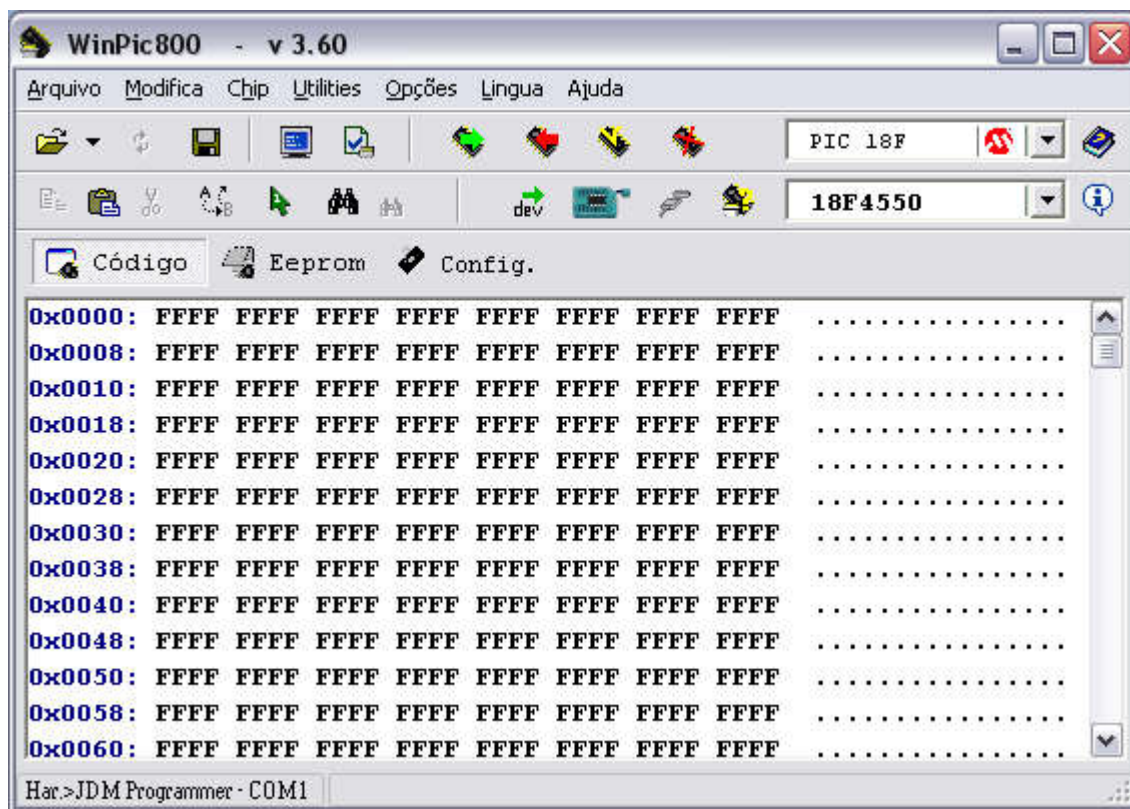 WinPic800 - v 3.60
Arquivo Modifica Chip Utilities Opções Lingua Ajuda
PIC 18F
A B dev 18F4550
Código Eeprom Config.
0x0000: FFFF FFFF FFFF FFFF FFFF FFFF FFFF FFFF ................
0x0008: FFFF FFFF FFFF FFFF FFFF FFFF FFFF FFFF ................
0x0010: FFFF FFFF FFFF FFFF FFFF FFFF FFFF FFFF ................
0x0018: FFFF FFFF FFFF FFFF FFFF FFFF FFFF FFFF ................
0x0020: FFFF FFFF FFFF FFFF FFFF FFFF FFFF FFFF ................
0x0028: FFFF FFFF FFFF FFFF FFFF FFFF FFFF FFFF ................
0x0030: FFFF FFFF FFFF FFFF FFFF FFFF FFFF FFFF ................
0x0038: FFFF FFFF FFFF FFFF FFFF FFFF FFFF FFFF ................
0x0040: FFFF FFFF FFFF FFFF FFFF FFFF FFFF FFFF ................
0x0048: FFFF FFFF FFFF FFFF FFFF FFFF FFFF FFFF ................
0x0050: FFFF FFFF FFFF FFFF FFFF FFFF FFFF FFFF ................
0x0058: FFFF FFFF FFFF FFFF FFFF FFFF FFFF FFFF ................
0x0060: FFFF FFFF FFFF FFFF FFFF FFFF FFFF FFFF ................
Har.>JDM Programmer - COM1